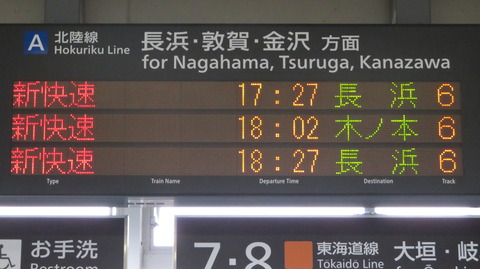 A 北陸線 長浜・敦賀・金沢 方面
Hokuriku Line for Nagahama, Tsuruga, Kanazawa
新快速 17:27 長浜 6
新快速 18:02 木ノ本 6
新快速 18:27 長浜 6
Type Train Name Departure Time Destination Track
お手洗 7・8 東海道線 大垣・岐
Restroom Tokaido Line